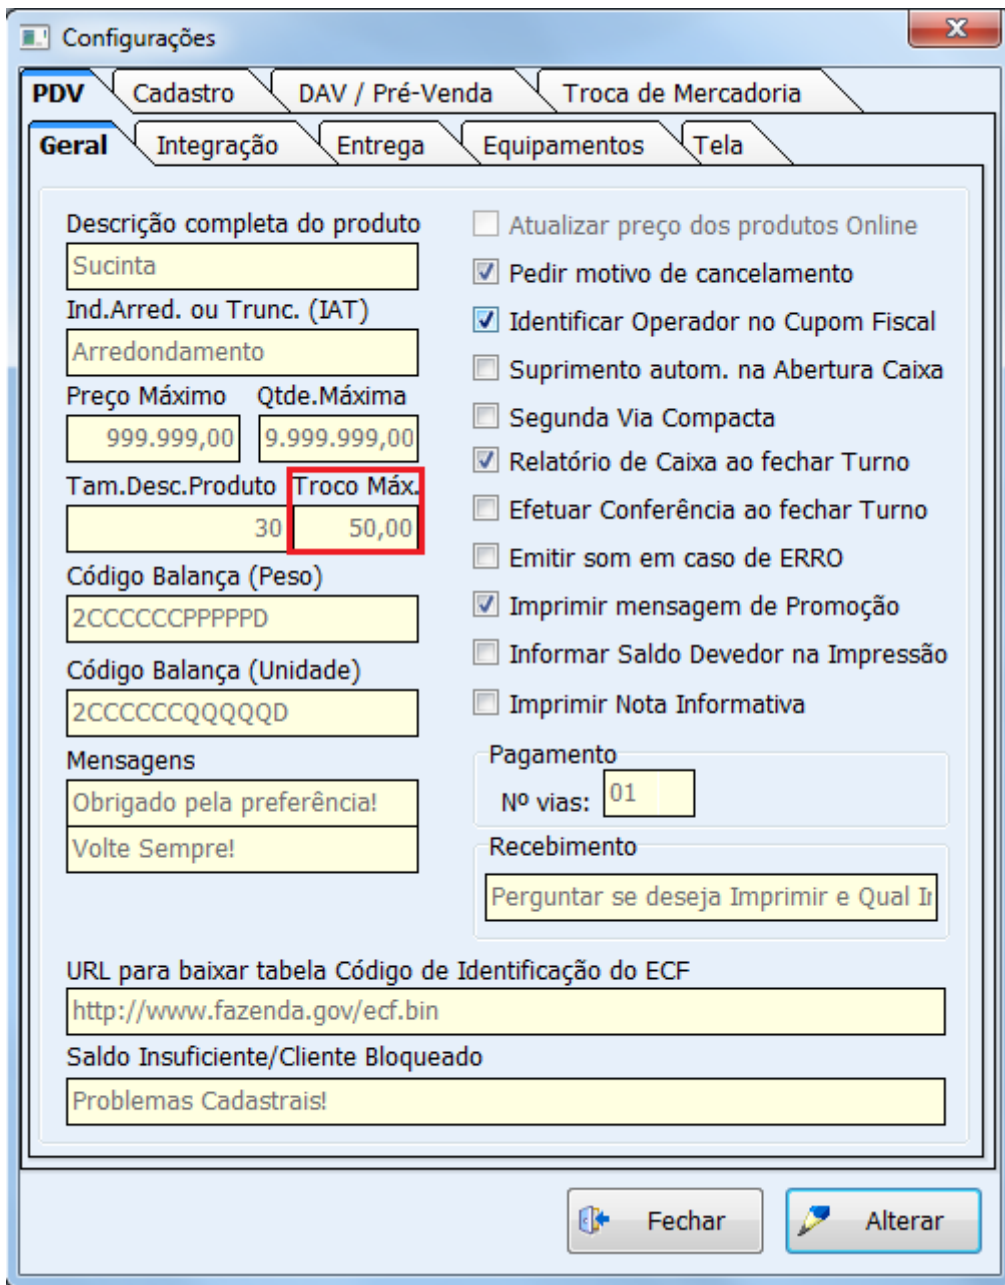 Configurações
PDV Cadastro DAV / Pré-Venda Troca de Mercadoria
Geral Integração Entrega Equipamentos Tela
Descrição completa do produto
Sucinta
Ind.Arred. ou Trunc. (IAT)
Arredondamento
Preço Máximo Qtde.Máxima
999.999,00 9.999.999,00
Tam.Desc.Produto Troco Máx.
30 50,00
Código Balança (Peso)
2CCCCCCPPPPPD
Código Balança (Unidade)
2CCCCCCQQQQQD
Mensagens
Obrigado pela preferência!
Volte Sempre!
Atualizar preço dos produtos Online
Pedir motivo de cancelamento
Identificar Operador no Cupom Fiscal
Suprimento autom. na Abertura Caixa
Segunda Via Compacta
Relatório de Caixa ao fechar Turno
Efetuar Conferência ao fechar Turno
Emitir som em caso de ERRO
Imprimir mensagem de Promoção
Informar Saldo Devedor na Impressão
Imprimir Nota Informativa
Pagamento
Nº vias: 01
Recebimento
Perguntar se deseja Imprimir e Qual
URL para baixar tabela Código de Identificação do ECF
http://www.fazenda.gov/ecf.bin
Saldo Insuficiente/Cliente Bloqueado
Problemas Cadastrais!
Fechar Alterar